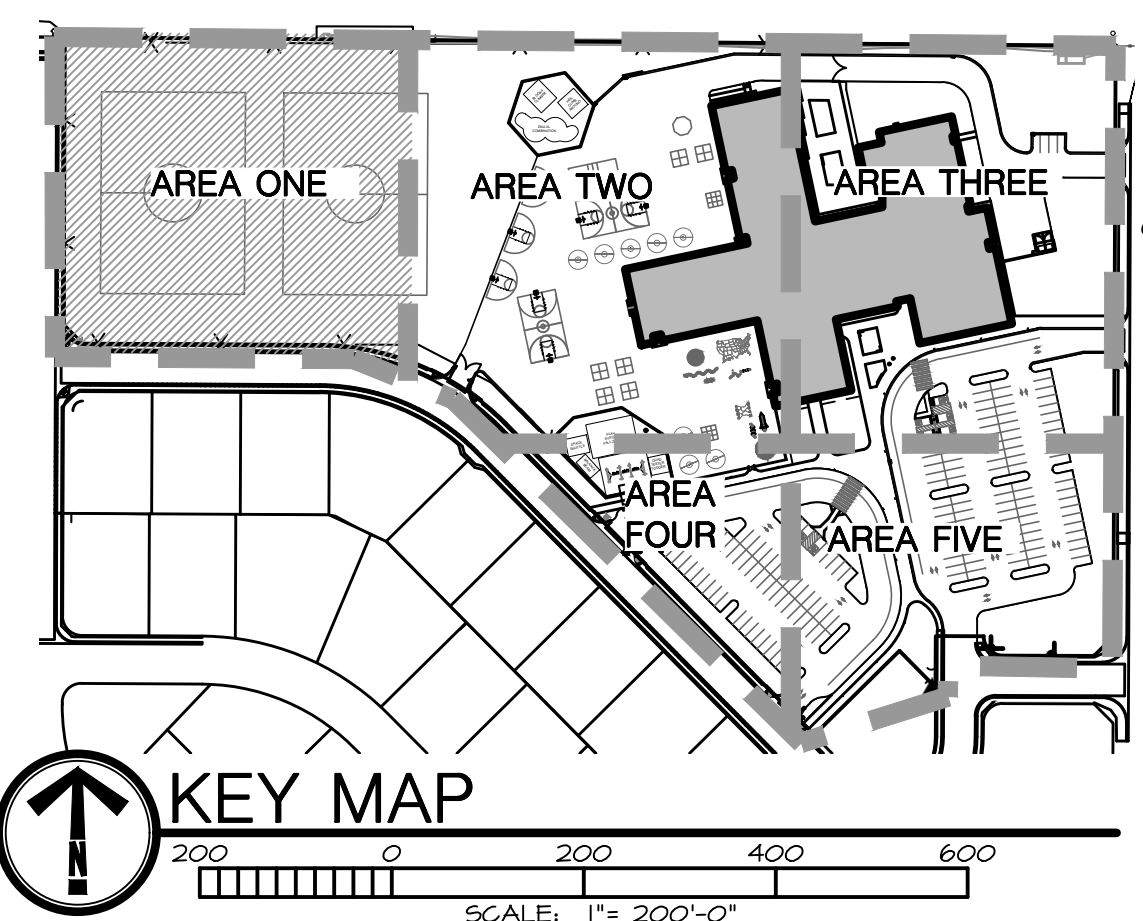 AREA ONE
AREA TWO
AREA THREE
AREA
FOUR
AREA FIVE
KEY MAP
N
200 0 200 400 600
SCALE: 1"= 200'-0"